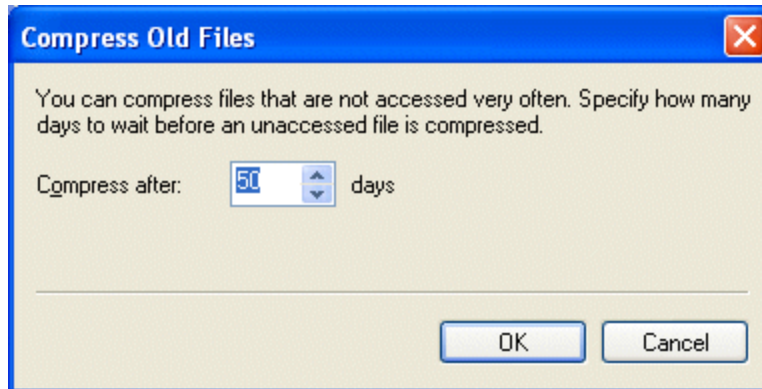 Compress Old Files
You can compress files that are not accessed very often. Specify how many
days to wait before an unaccessed file is compressed.
Compress after: 50 days
OK Cancel